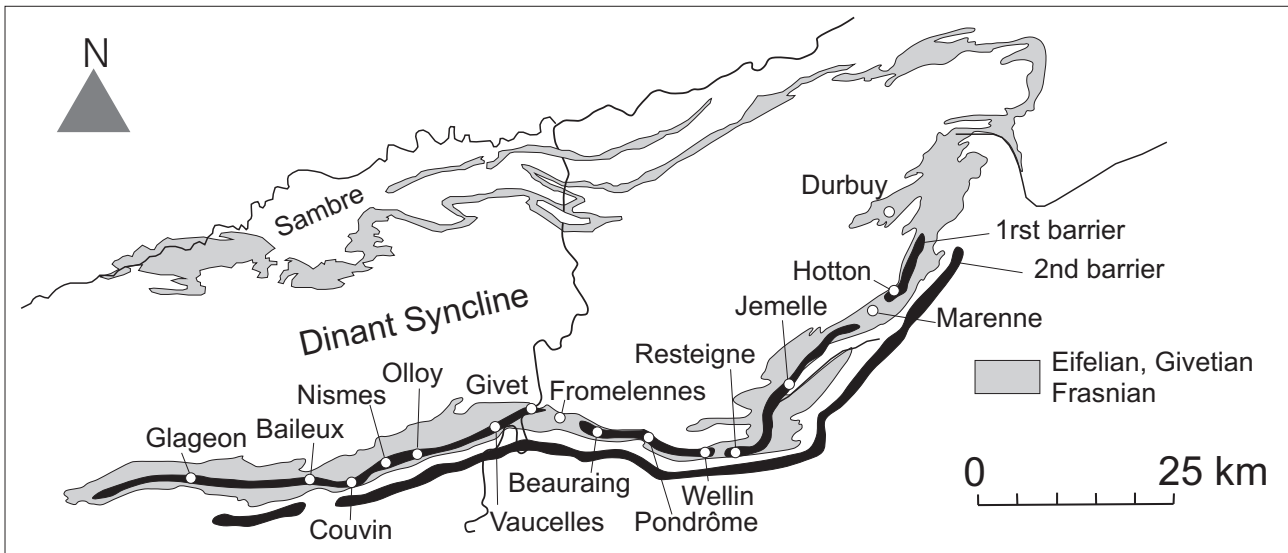 N
Sambre
Durbuy
1rst barrier
2nd barrier
Hotton
Dinant Syncline
Jemelle
Marenne
Resteigne
Eifelian, Givetian
Frasnian
Olloy
Nismes
Givet
Fromelennes
Baileux
Glageon
0 25 km
Beauraing
Wellin
Vaucelles
Pondrôme
Couvin